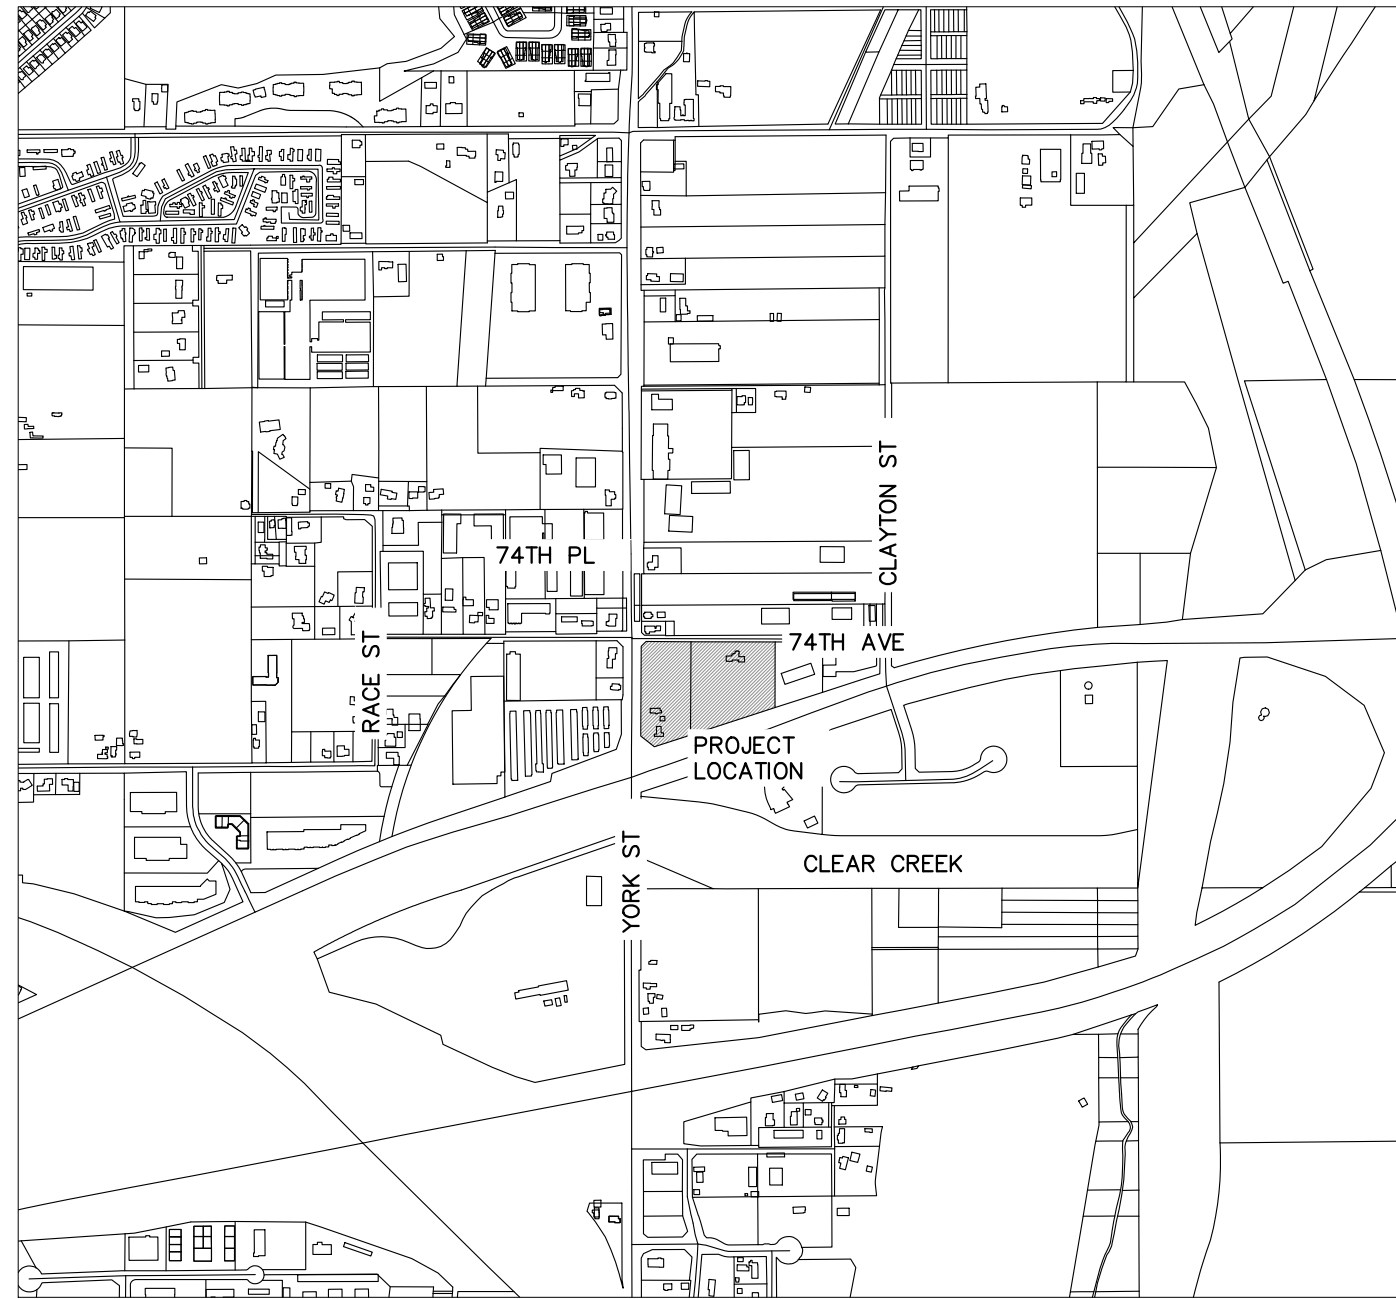 CLAYTON ST
74TH PL
74TH AVE
RACE ST
PROJECT
LOCATION
YORK ST
CLEAR CREEK